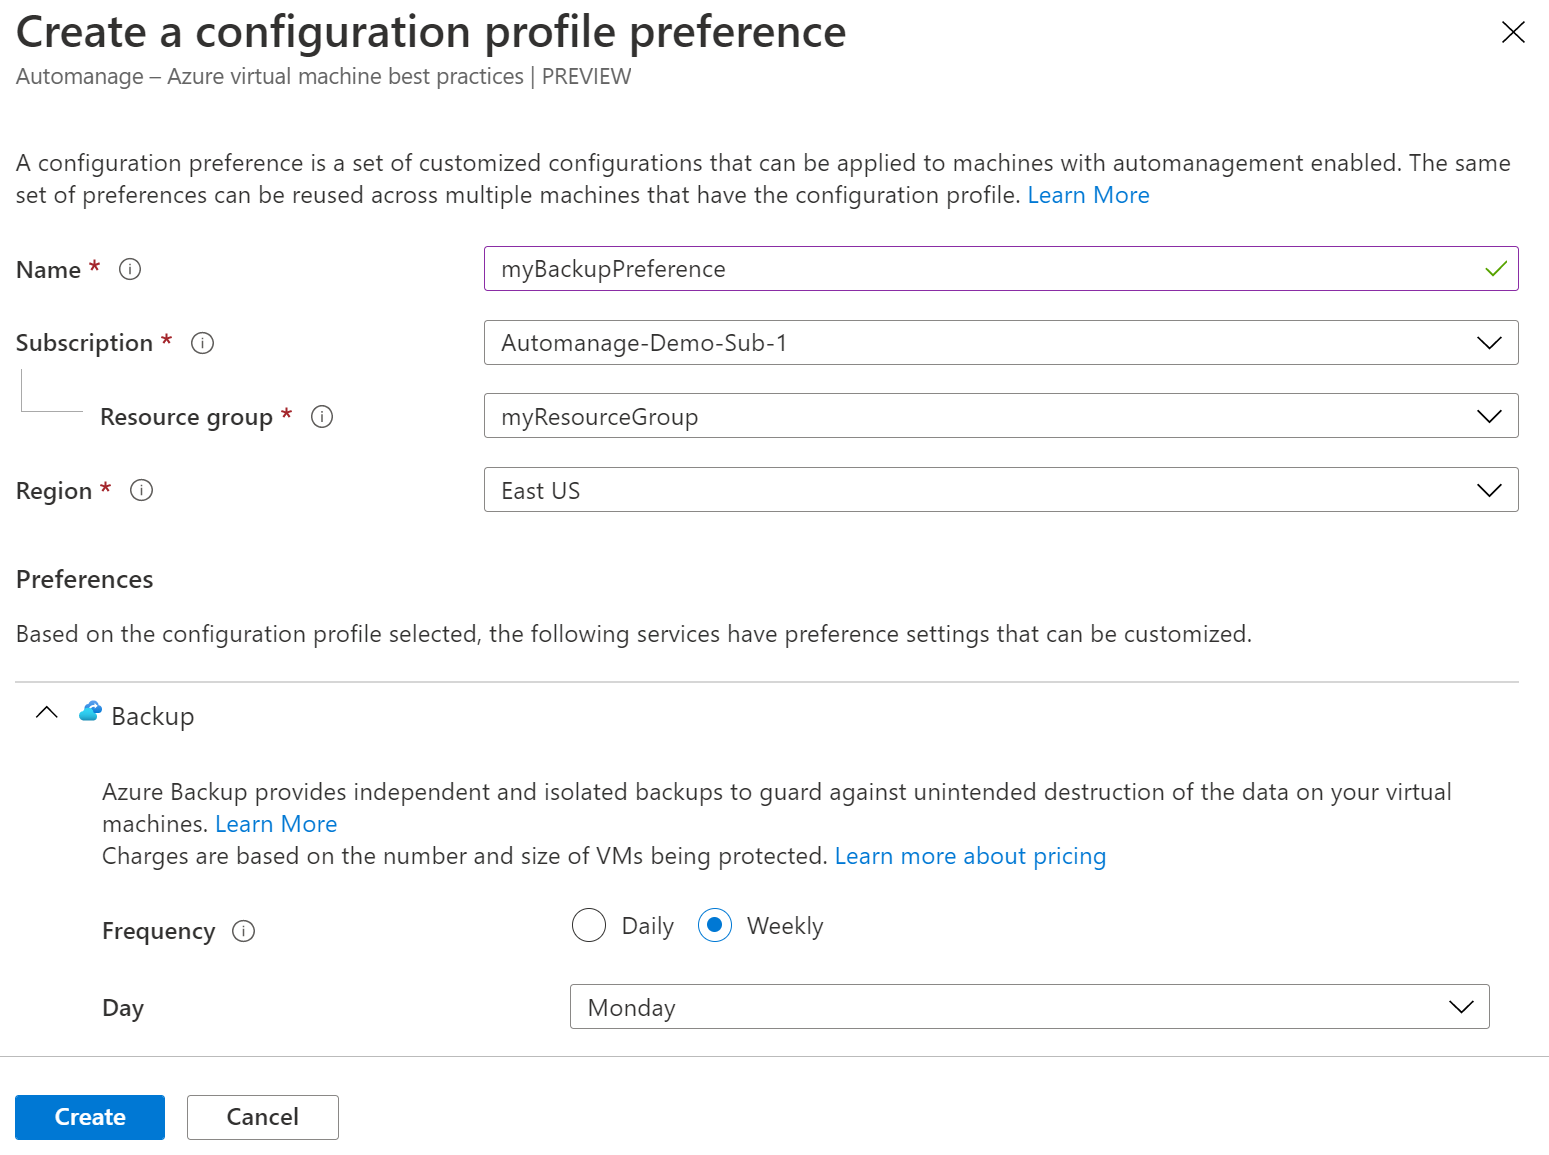 Create a configuration profile preference
Automanage – Azure virtual machine best practices | PREVIEW
A configuration preference is a set of customized configurations that can be applied to machines with automanagement enabled. The same
set of preferences can be reused across multiple machines that have the configuration profile. Learn More
Name *
myBackupPreference
Subscription *
Automanage-Demo-Sub-1
Resource group *
myResourceGroup
Region *
East US
Preferences
Based on the configuration profile selected, the following services have preference settings that can be customized.
Backup
Azure Backup provides independent and isolated backups to guard against unintended destruction of the data on your virtual
machines. Learn More
Charges are based on the number and size of VMs being protected. Learn more about pricing
Frequency
Daily
Weekly
Day
Monday
Create
Cancel